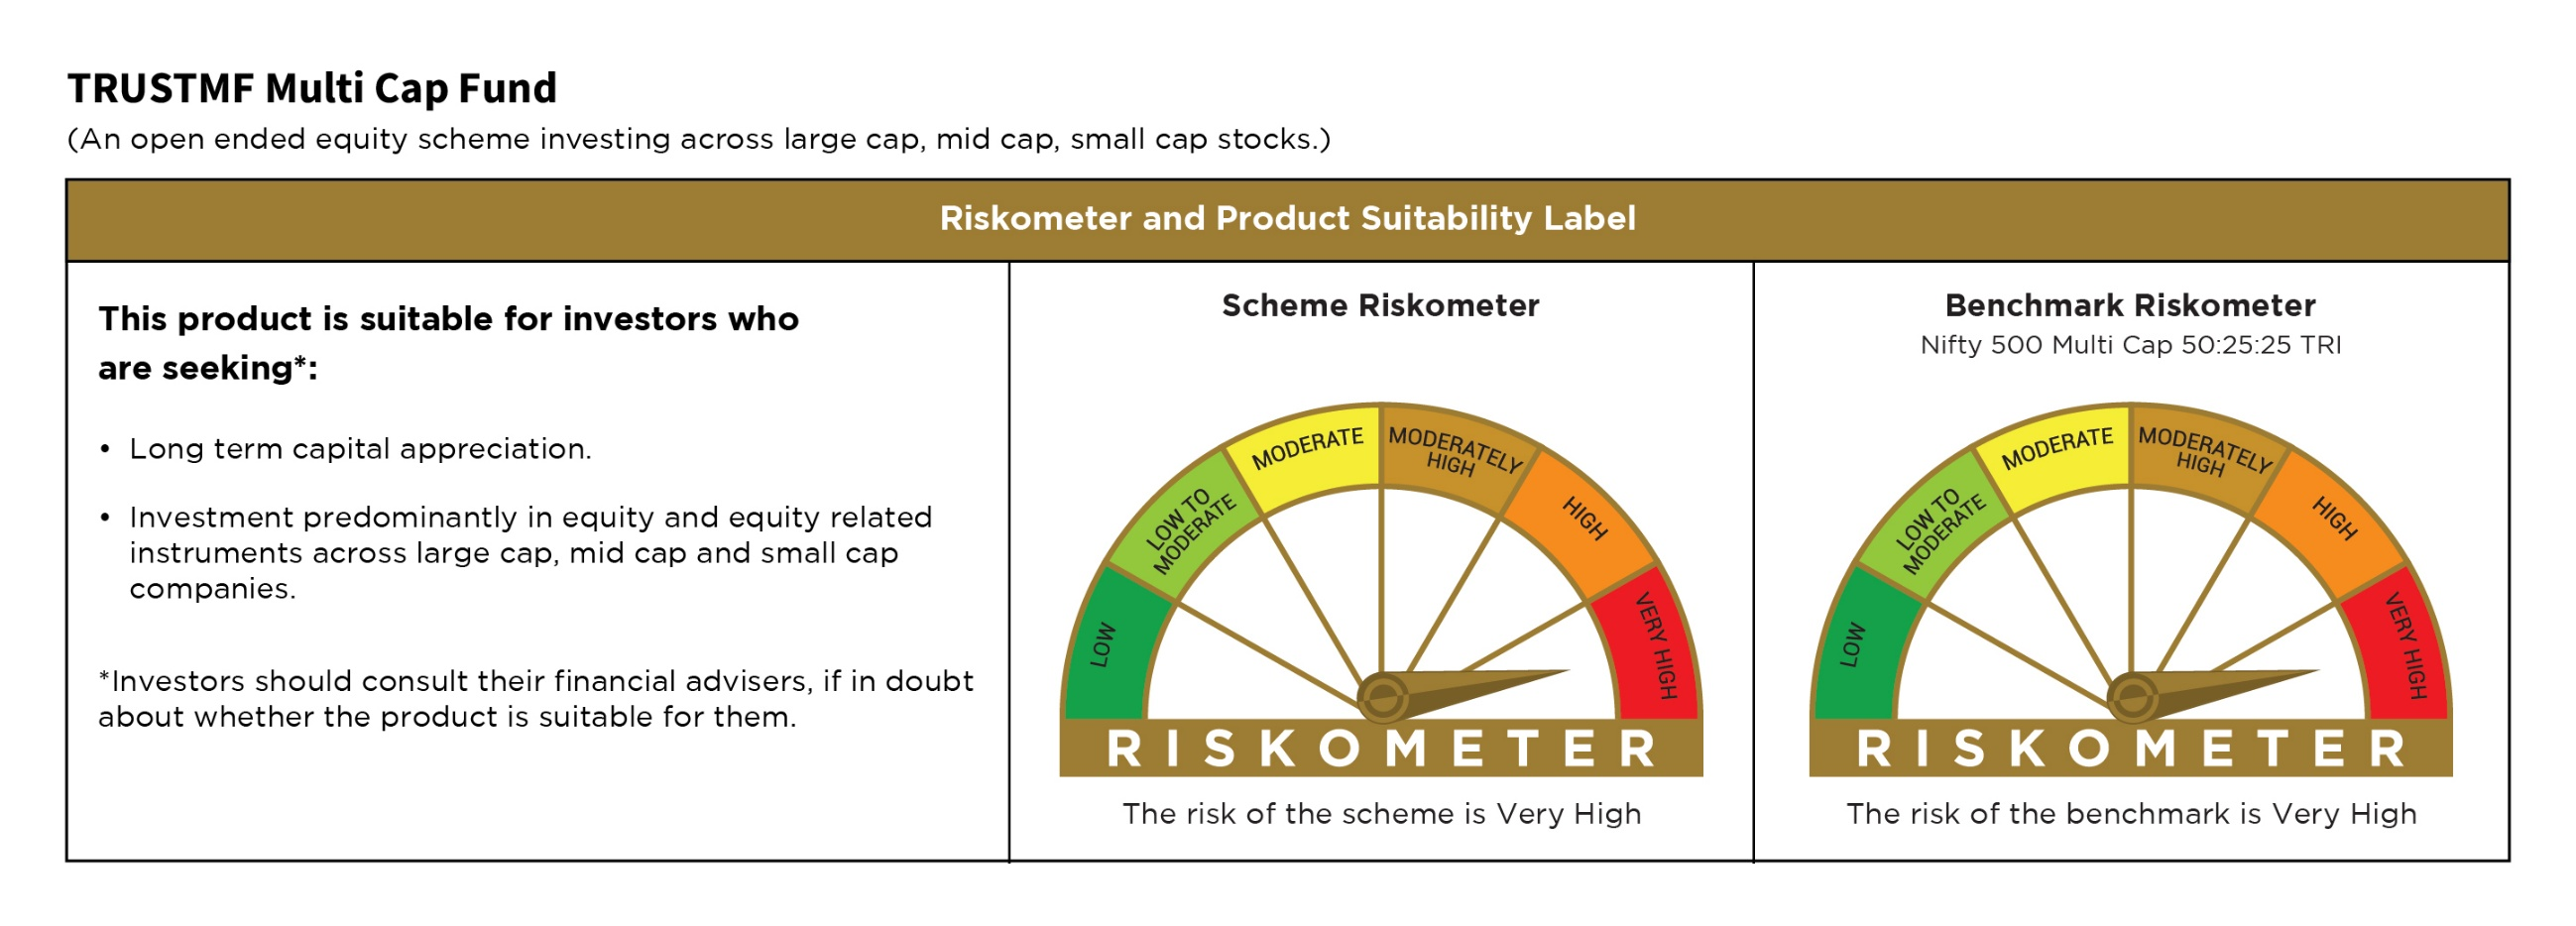 TRUSTMF Multi Cap Fund
(An open ended equity scheme investing across large cap, mid cap, small cap stocks.)
Riskometer and Product Suitability Label
This product is suitable for investors who
are seeking*:
• Long term capital appreciation.
• Investment predominantly in equity and equity related
instruments across large cap, mid cap and small cap
companies.
*Investors should consult their financial advisers, if in doubt
about whether the product is suitable for them.
Scheme Riskometer
LOW
LOW TO
MODERATE
MODERATE
MODERATELY
HIGH
HIGH
VERY HIGH
RISKOMETER
The risk of the scheme is Very High
Benchmark Riskometer
Nifty 500 Multi Cap 50:25:25 TRI
LOW
LOW TO
MODERATE
MODERATE
MODERATELY
HIGH
HIGH
VERY HIGH
RISKOMETER
The risk of the benchmark is Very High